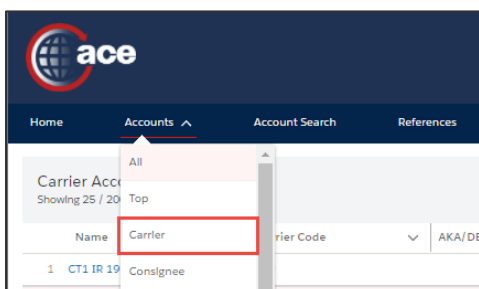 ace
Home Accounts Account Search References
All
Carrier Acc
Showing 25 / 20
Top
Name Carrier rier Code AKA/DB
1 CT1 IR 19 Consignee